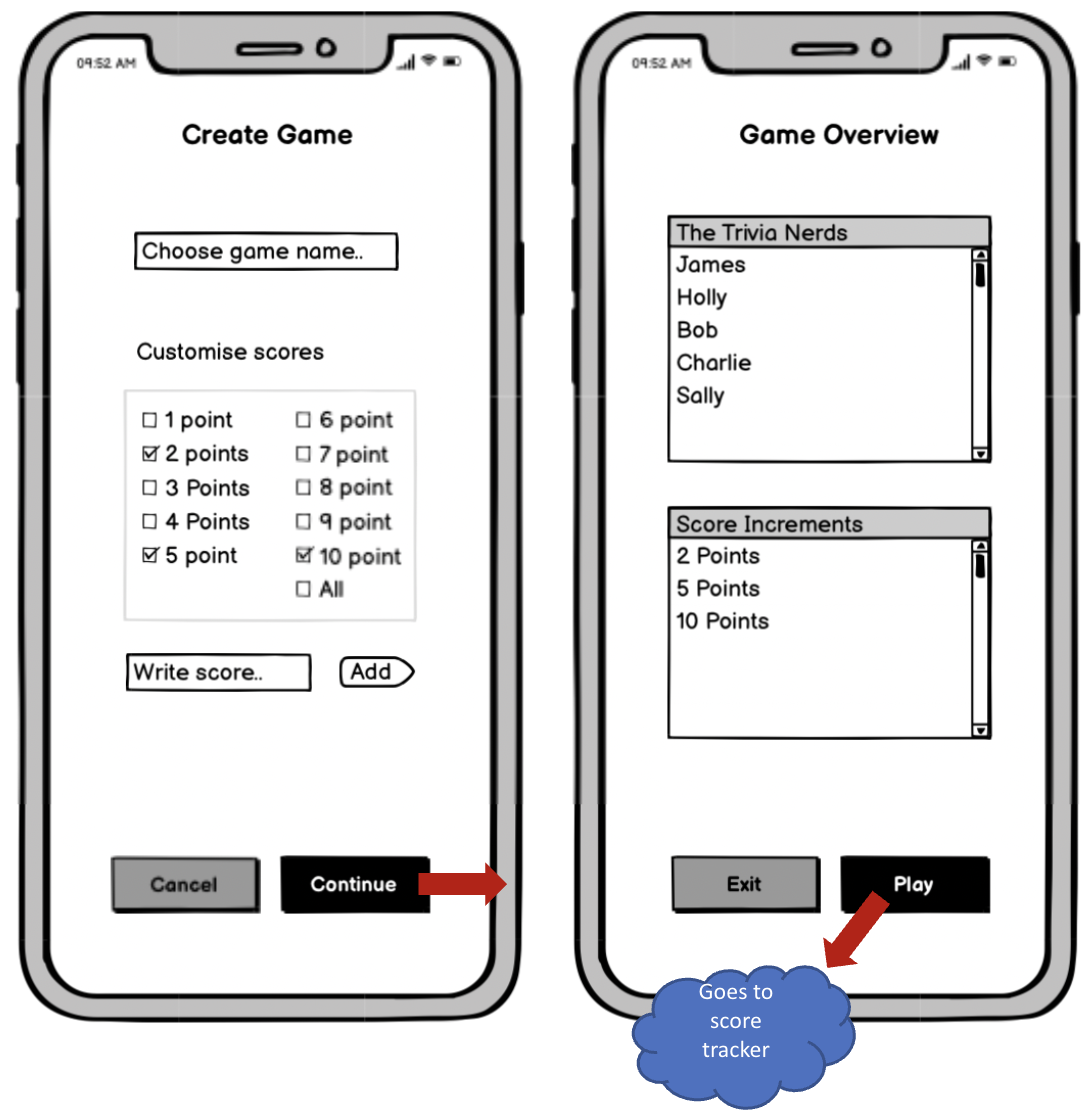 09:52 AM
Create Game
Choose game name..
Customise scores
1 point
2 points
3 Points
4 Points
5 point
6 point
7 point
8 point
9 point
10 point
All
Write score..
Add
Cancel
Continue
09:52 AM
Game Overview
The Trivia Nerds
James
Holly
Bob
Charlie
Sally
Score Increments
2 Points
5 Points
10 Points
Exit
Play
Goes to
score
tracker